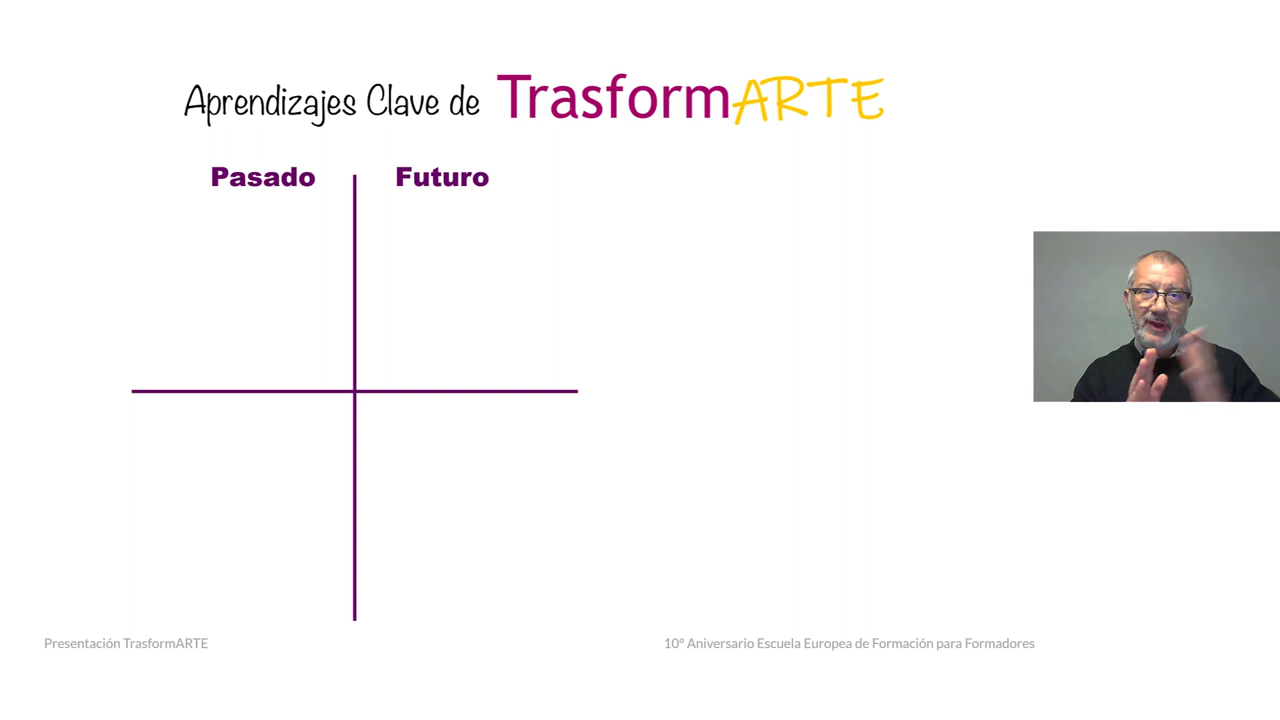 Aprendizajes Clave de TrasformARTE
Pasado Futuro
Presentación TrasformARTE
10º Aniversario Escuela Europea de Formación para Formadores